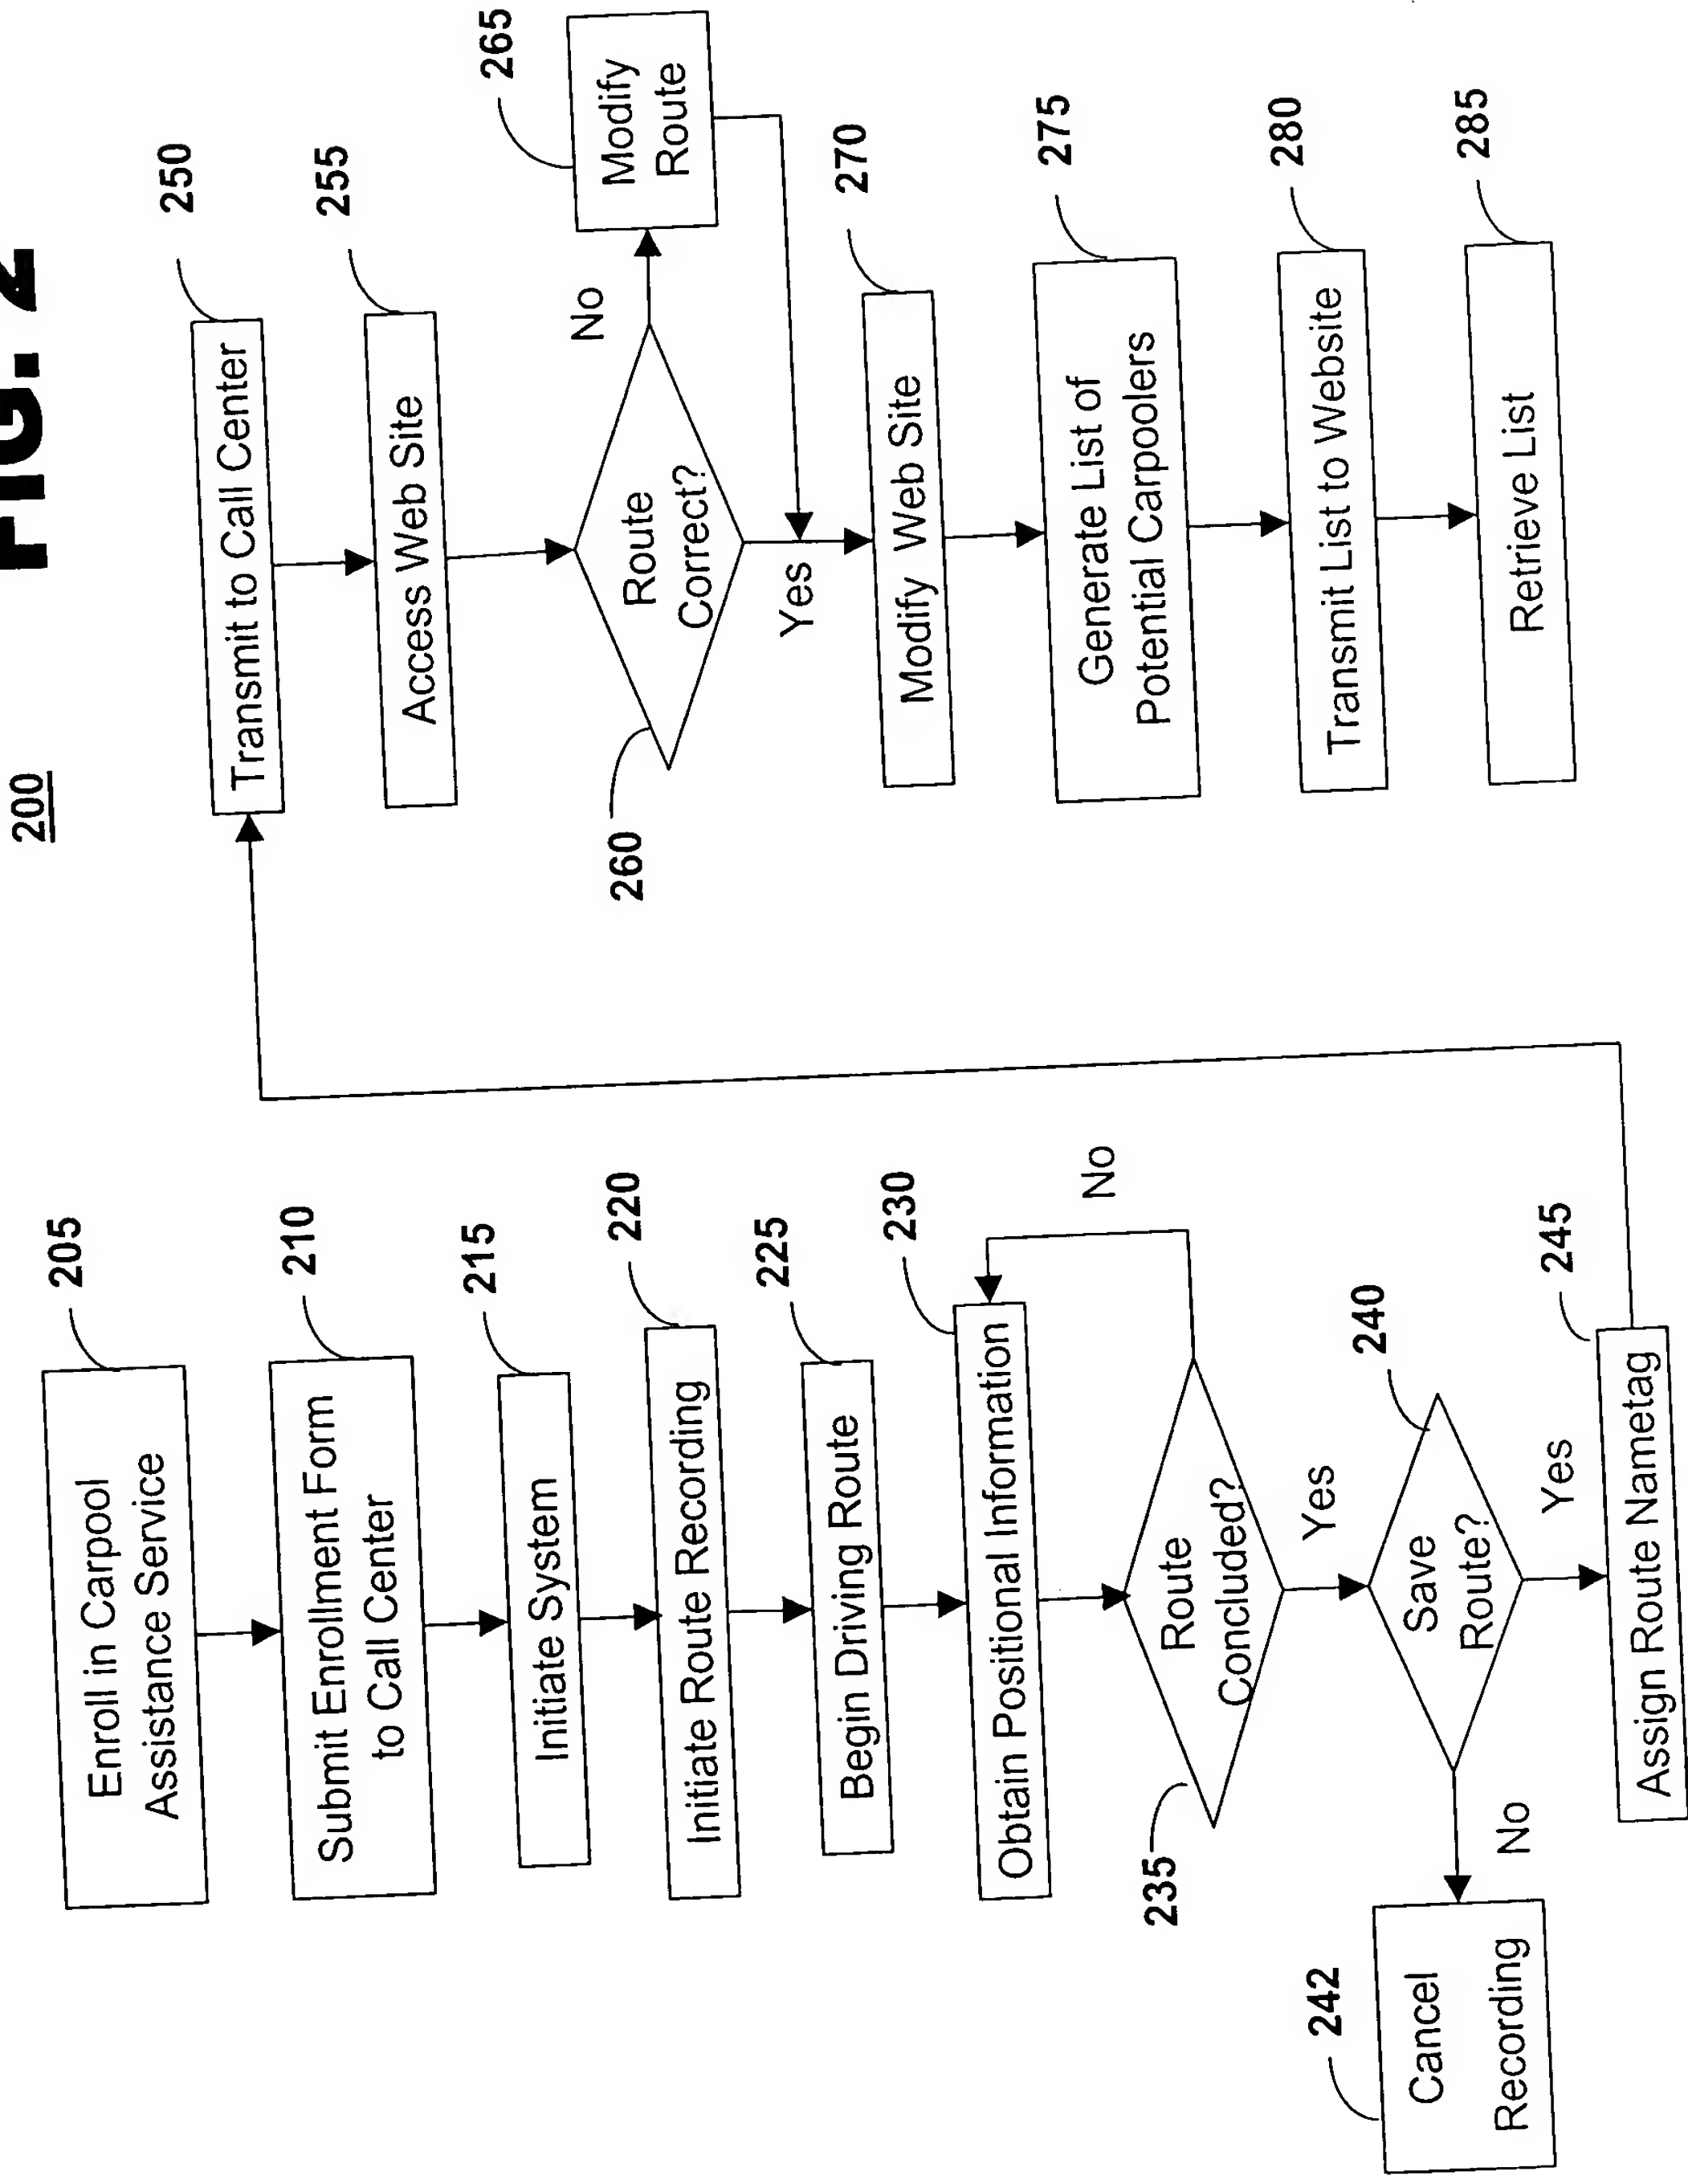 FIG. 2
200
205
Enroll in Carpool
Assistance Service
210
Submit Enrollment Form
to Call Center
215
Initiate System
220
Initiate Route Recording
225
Begin Driving Route
230
Obtain Positional Information
No
235
Route
Concluded?
Yes
240
Save
Route?
No
242
Cancel
Recording
Yes
245
Assign Route Nametag
250
Transmit to Call Center
255
Access Web Site
260
Route
Correct?
No
265
Modify
Route
Yes
270
Modify Web Site
275
Generate List of
Potential Carpoolers
280
Transmit List to Website
285
Retrieve List